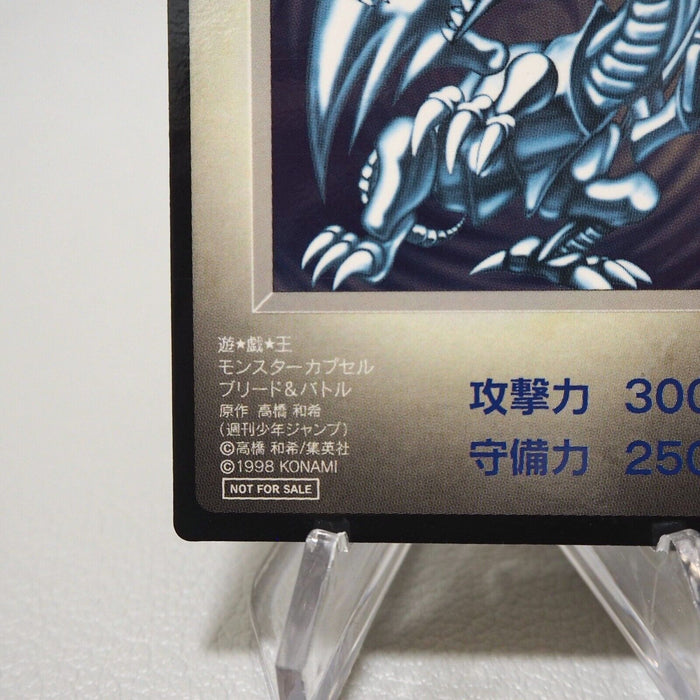 遊★戯★王
モンスターカプセル
ブリード&バトル
原作 高橋 和希
(週刊少年ジャンプ)
©高橋 和希/集英社
©1998 KONAMI
NOT FOR SALE
攻撃力 300
守備力 250